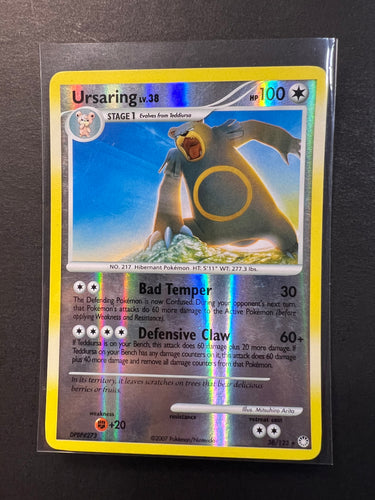 Ursaring LV.38 HP 100
STAGE 1 Evolves from Teddiursa
NO. 217 Hibernant Pokémon. HT: 5'11" WT: 277.3 lbs.
Bad Temper 30
The Defending Pokémon is now Confused. During your opponent's next turn,
that Pokémon's attacks do 60 more damage to the Active Pokémon (before
applying Weakness and Resistance).
Defensive Claw 60+
If Teddiursa is on your Bench, this attack does 60 damage plus 20 more damage. If
Teddiursa on your Bench has any damage counters on it, this attack does 60 damage
plus 40 more damage and remove all damage counters from that Pokémon.
In its territory, it leaves scratches on trees that bear delicious
berries or fruits.
Illus. Mitsuhiro Arita
weakness resistance retreat cost
+20
DPBP#273 ©2007 Pokémon/Nintendo 38/123